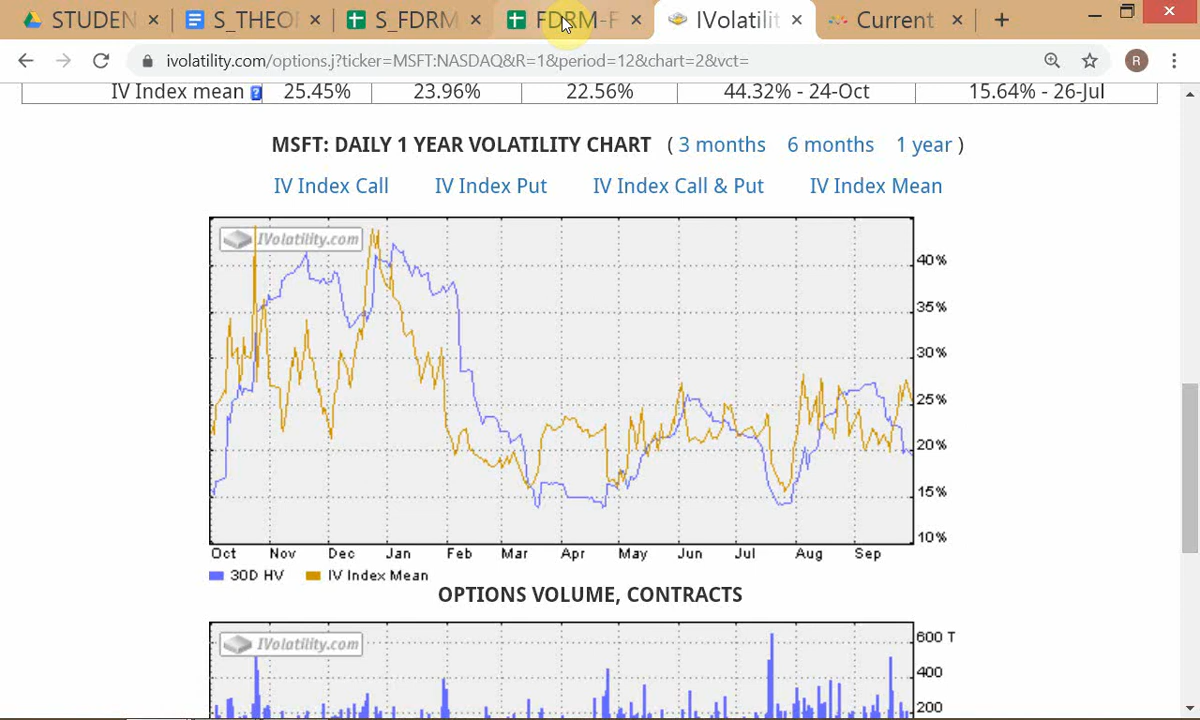 STUDEN S_THEO S_FDRM FDRM-F IVolatilit Current
ivolatility.com/options.j?ticker=MSFT:NASDAQ&R=1&period=12&chart=2&vct= R
IV Index mean ? 25.45% 23.96% 22.56% 44.32% - 24-Oct 15.64% - 26-Jul
MSFT: DAILY 1 YEAR VOLATILITY CHART ( 3 months 6 months 1 year )
IV Index Call IV Index Put IV Index Call & Put IV Index Mean
IVolatility.com
40%
35%
30%
25%
20%
15%
10%
Oct Nov Dec Jan Feb Mar Apr May Jun Jul Aug Sep
30D HV IV Index Mean
OPTIONS VOLUME, CONTRACTS
IVolatility.com
600 T
400
200